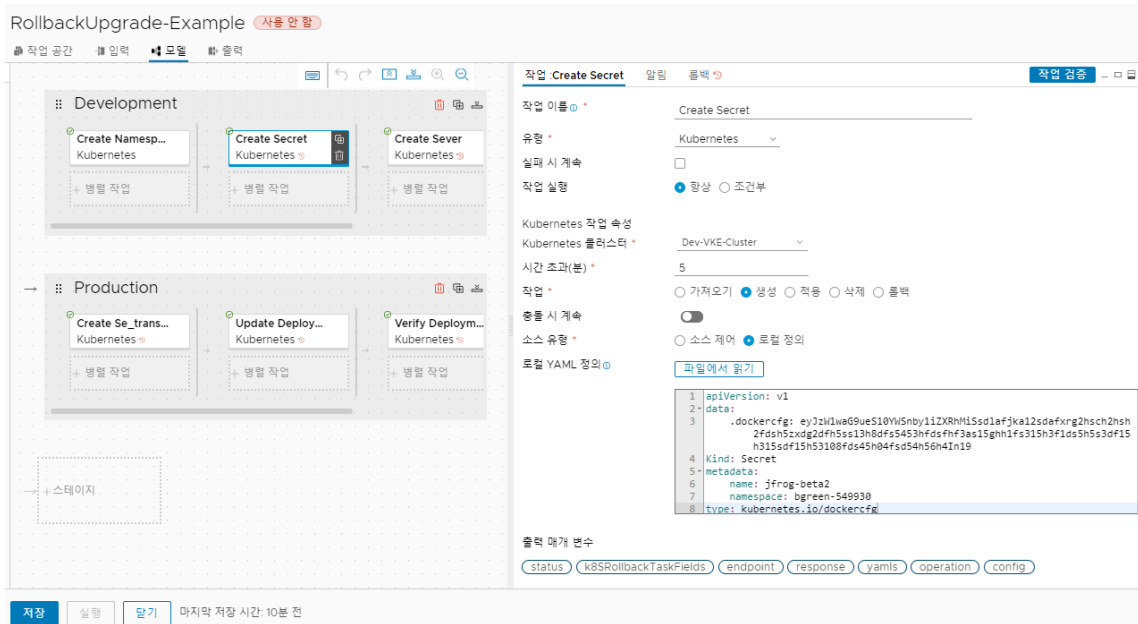 RollbackUpgrade-Example 사용 안 함
작업 공간 입력 모델 출력
Development
Create Namesp...
Kubernetes
+ 병렬 작업
Create Secret
Kubernetes
+ 병렬 작업
Create Sever
Kubernetes
+ 병렬 작업
Production
Create Se_trans...
Kubernetes
+ 병렬 작업
Update Deploy...
Kubernetes
+ 병렬 작업
Verify Deploym...
Kubernetes
+ 병렬 작업
+ 스테이지
작업 :Create Secret 알림 롤백 작업 검증
작업 이름 * Create Secret
유형 * Kubernetes
실패 시 계속
작업 실행 항상 조건부
Kubernetes 작업 속성
Kubernetes 클러스터 * Dev-VKE-Cluster
시간 초과(분) * 5
작업 * 가져오기 생성 적용 삭제 롤백
충돌 시 계속
소스 유형 * 소스 제어 로컬 정의
로컬 YAML 정의 파일에서 읽기
1 apiVersion: v1
2 data:
3 .dockercfg: eyJzW1waG9ueS10YWSnby1iZXRhMiSsdlafjka12sdafxrg2hsch2hsh
2fdsh5zxdg2dfh5ss13h8dfs5453hfdsfhf3as15ghh1fs315h3f1ds5h5s3df15
h315sdf15h53108fds45h04fsd54h56h4In19
4 Kind: Secret
5 metadata:
6 name: jfrog-beta2
7 namespace: bgreen-549930
8 type: kubernetes.io/dockercfg
출력 매개 변수
status k8SRollbackTaskFields endpoint response yamls operation config
저장 실행 닫기 마지막 저장 시간: 10분 전